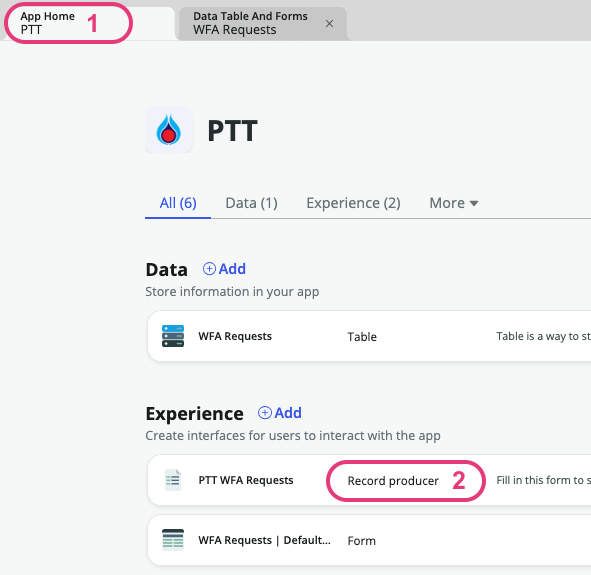 App Home
PTT
1
Data Table And Forms
WFA Requests
PTT
All (6)
Data (1)
Experience (2)
More
Data
Add
Store information in your app
WFA Requests
Table
Table is a way to st
Experience
Add
Create interfaces for users to interact with the app
PTT WFA Requests
Record producer
2
Fill in this form to s
WFA Requests | Default...
Form